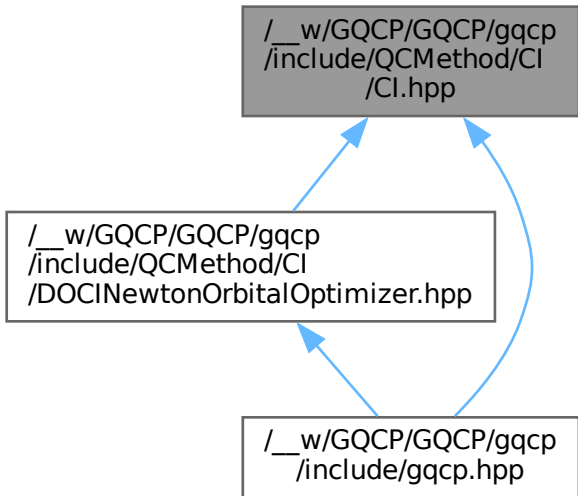 /__w/GQCP/GQCP/gqcp
/include/QCMethod/CI
/CI.hpp
/__w/GQCP/GQCP/gqcp
/include/QCMethod/CI
/DOCINewtonOrbitalOptimizer.hpp
/__w/GQCP/GQCP/gqcp
/include/gqcp.hpp